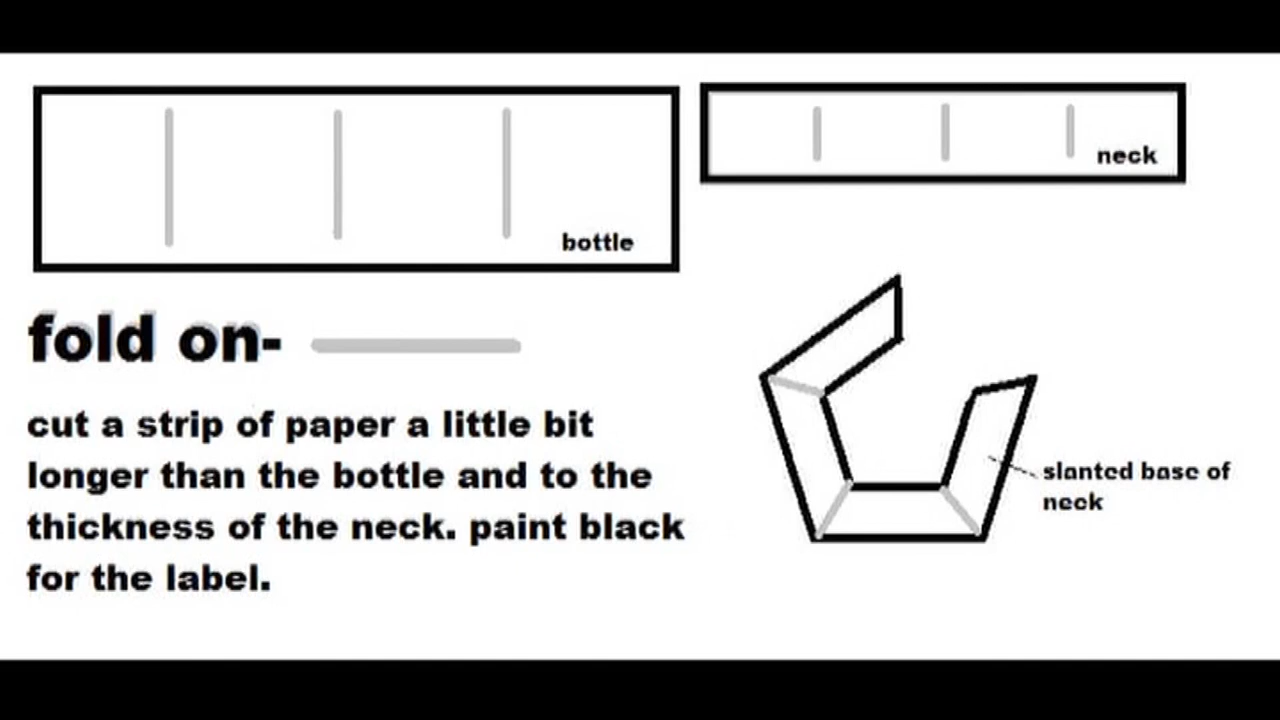 bottle
neck
fold on-
cut a strip of paper a little bit
longer than the bottle and to the
thickness of the neck. paint black
for the label.
slanted base of
neck